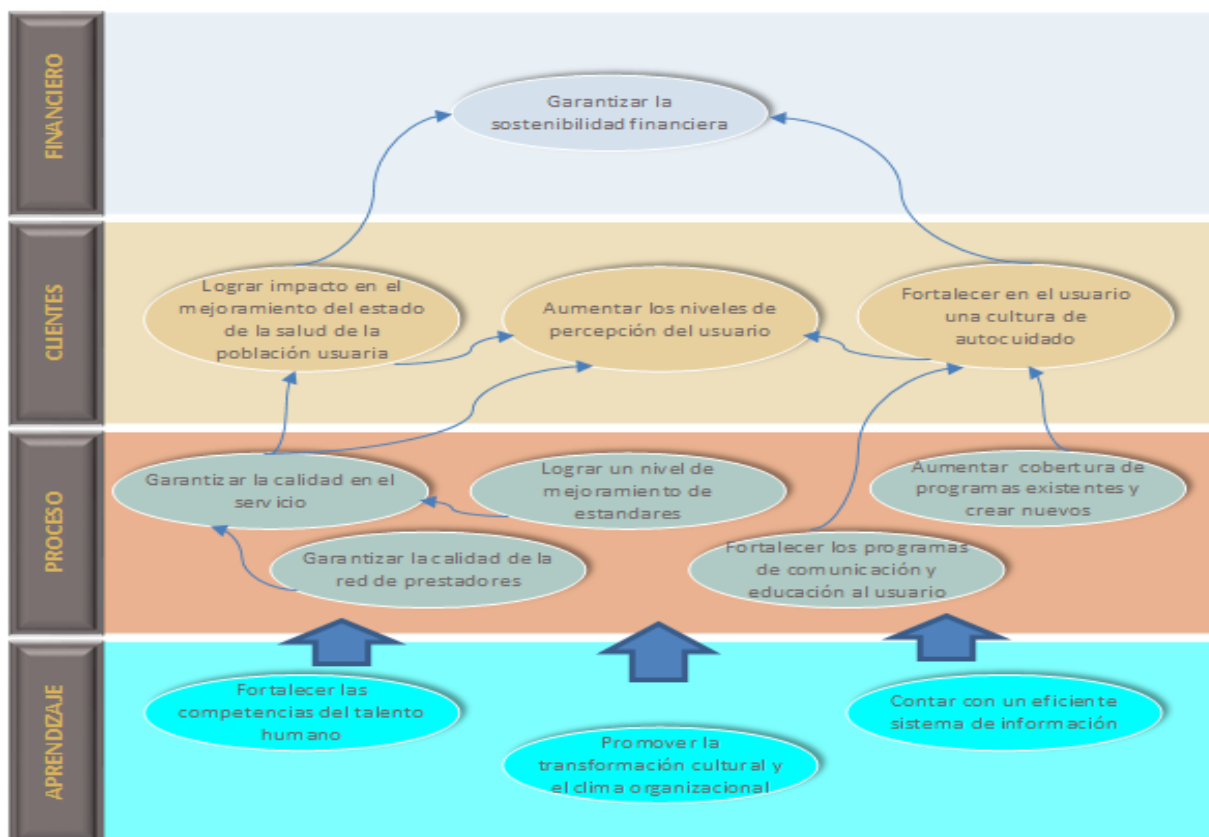 FINANCIERO
Garantizar la
sostenibilidad financiera
CLIENTES
Lograr impacto en el
mejoramiento del estado
de la salud de la
población usuaria
Aumentar los niveles de
percepción del usuario
Fortalecer en el usuario
una cultura de
autocuidado
PROCESO
Garantizar la calidad en el
servicio
Lograr un nivel de
mejoramiento de
estandares
Aumentar cobertura de
programas existentes y
crear nuevos
Garantizar la calidad de la
red de prestadores
Fortalecer los programas
de comunicación y
educación al usuario
APRENDIZAJE
Fortalecer las
competencias del talento
humano
Promover la
transformación cultural y
el clima organizacional
Contar con un eficiente
sistema de información